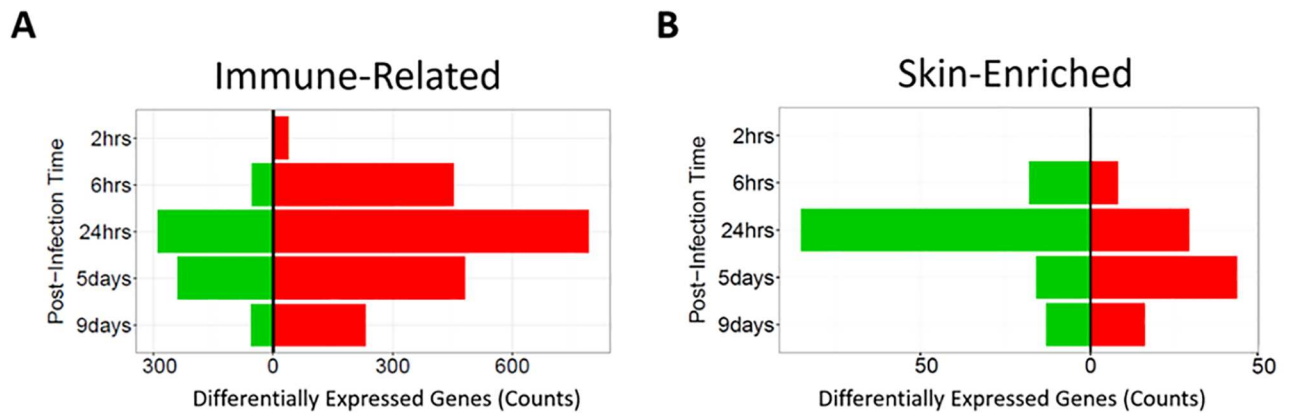 A
Immune-Related
Post-Infection Time
2hrs
6hrs
24hrs
5days
9days
300 0 300 600
Differentially Expressed Genes (Counts)
B
Skin-Enriched
Post-Infection Time
2hrs
6hrs
24hrs
5days
9days
50 0 50
Differentially Expressed Genes (Counts)